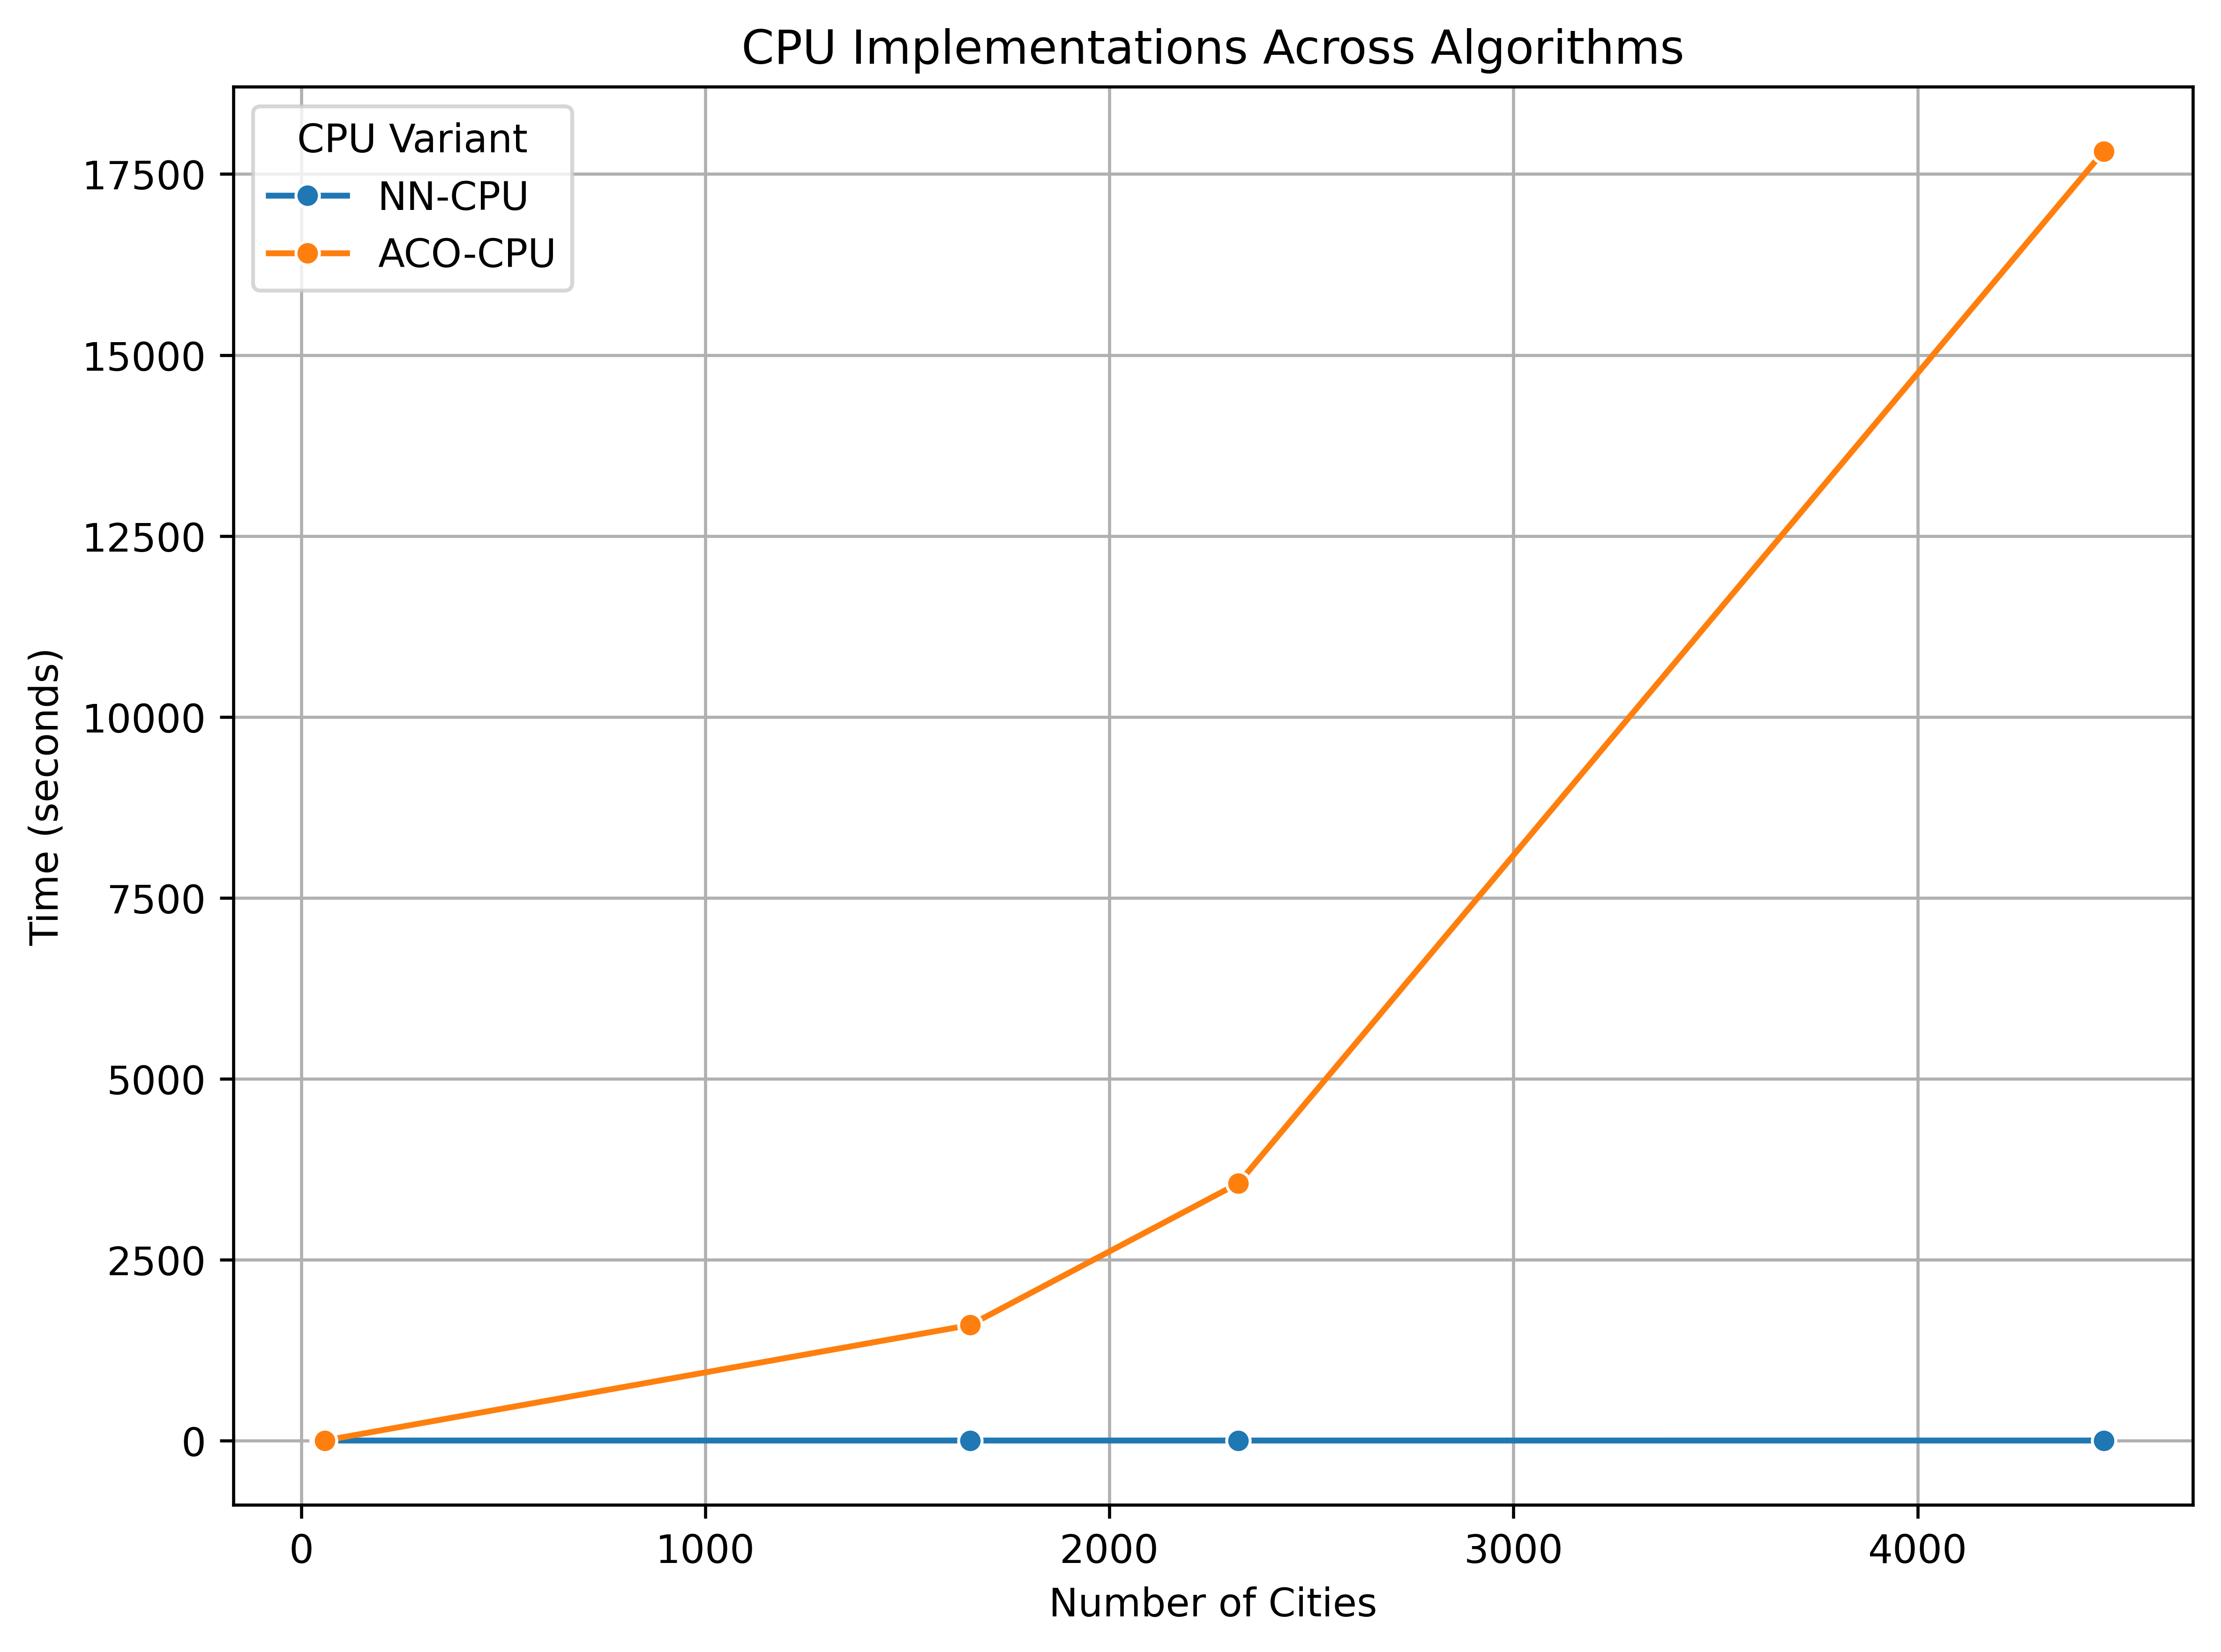 CPU Implementations Across Algorithms
CPU Variant
NN-CPU
ACO-CPU
17500
15000
12500
10000
7500
5000
2500
0
Time (seconds)
0 1000 2000 3000 4000
Number of Cities